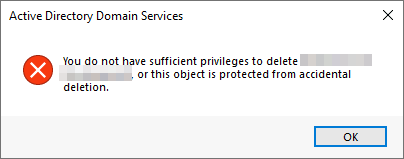 Active Directory Domain Services
You do not have sufficient privileges to delete
, or this object is protected from accidental
deletion.
OK